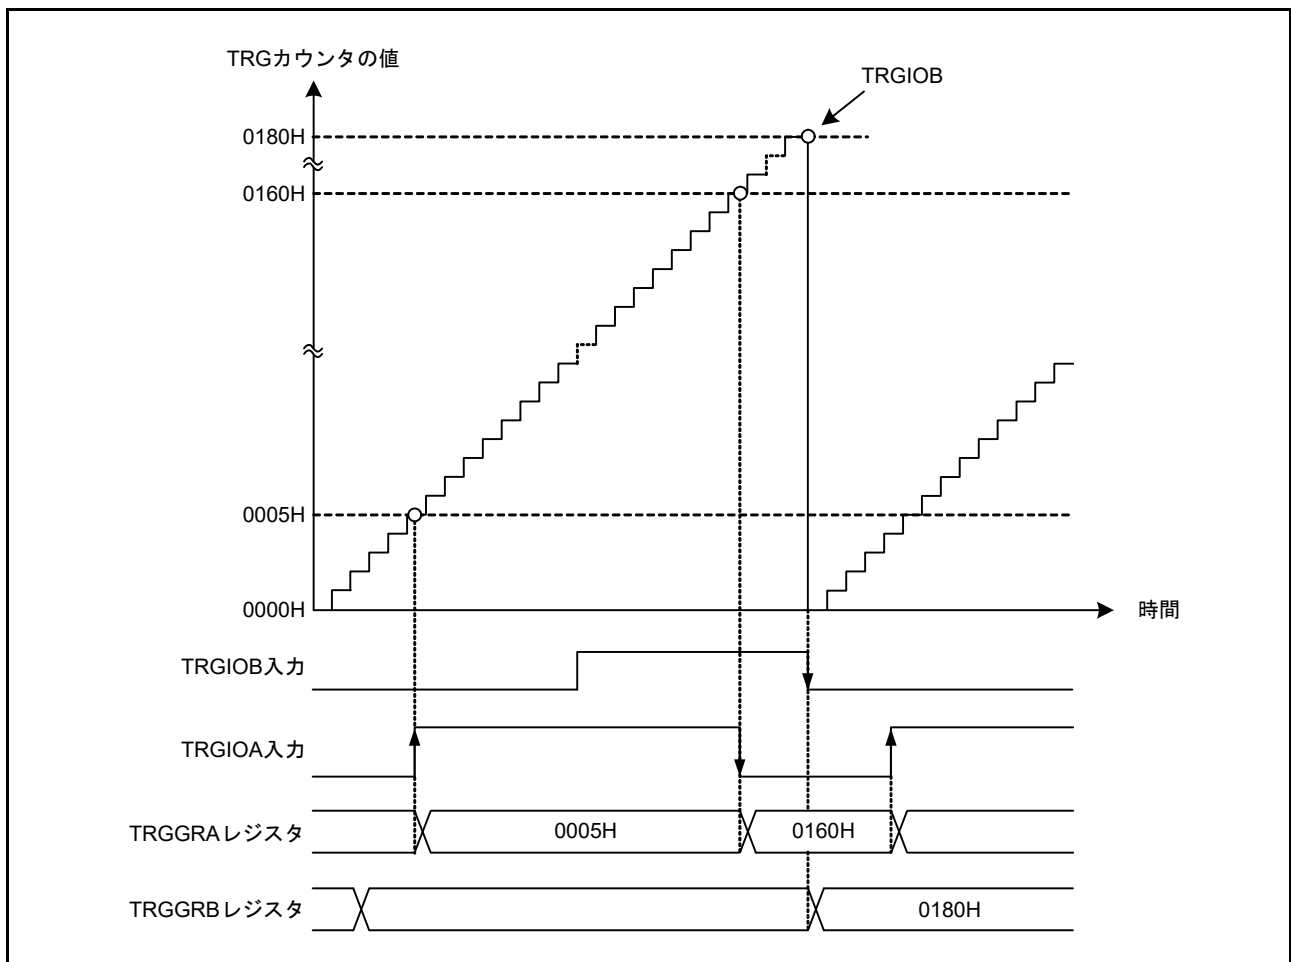 TRGカウンタの値
TRGIOB
0180H
0160H
0005H
0000H
時間
TRGIOB入力
TRGIOA入力
TRGGRAレジスタ
0005H
0160H
TRGGRBレジスタ
0180H